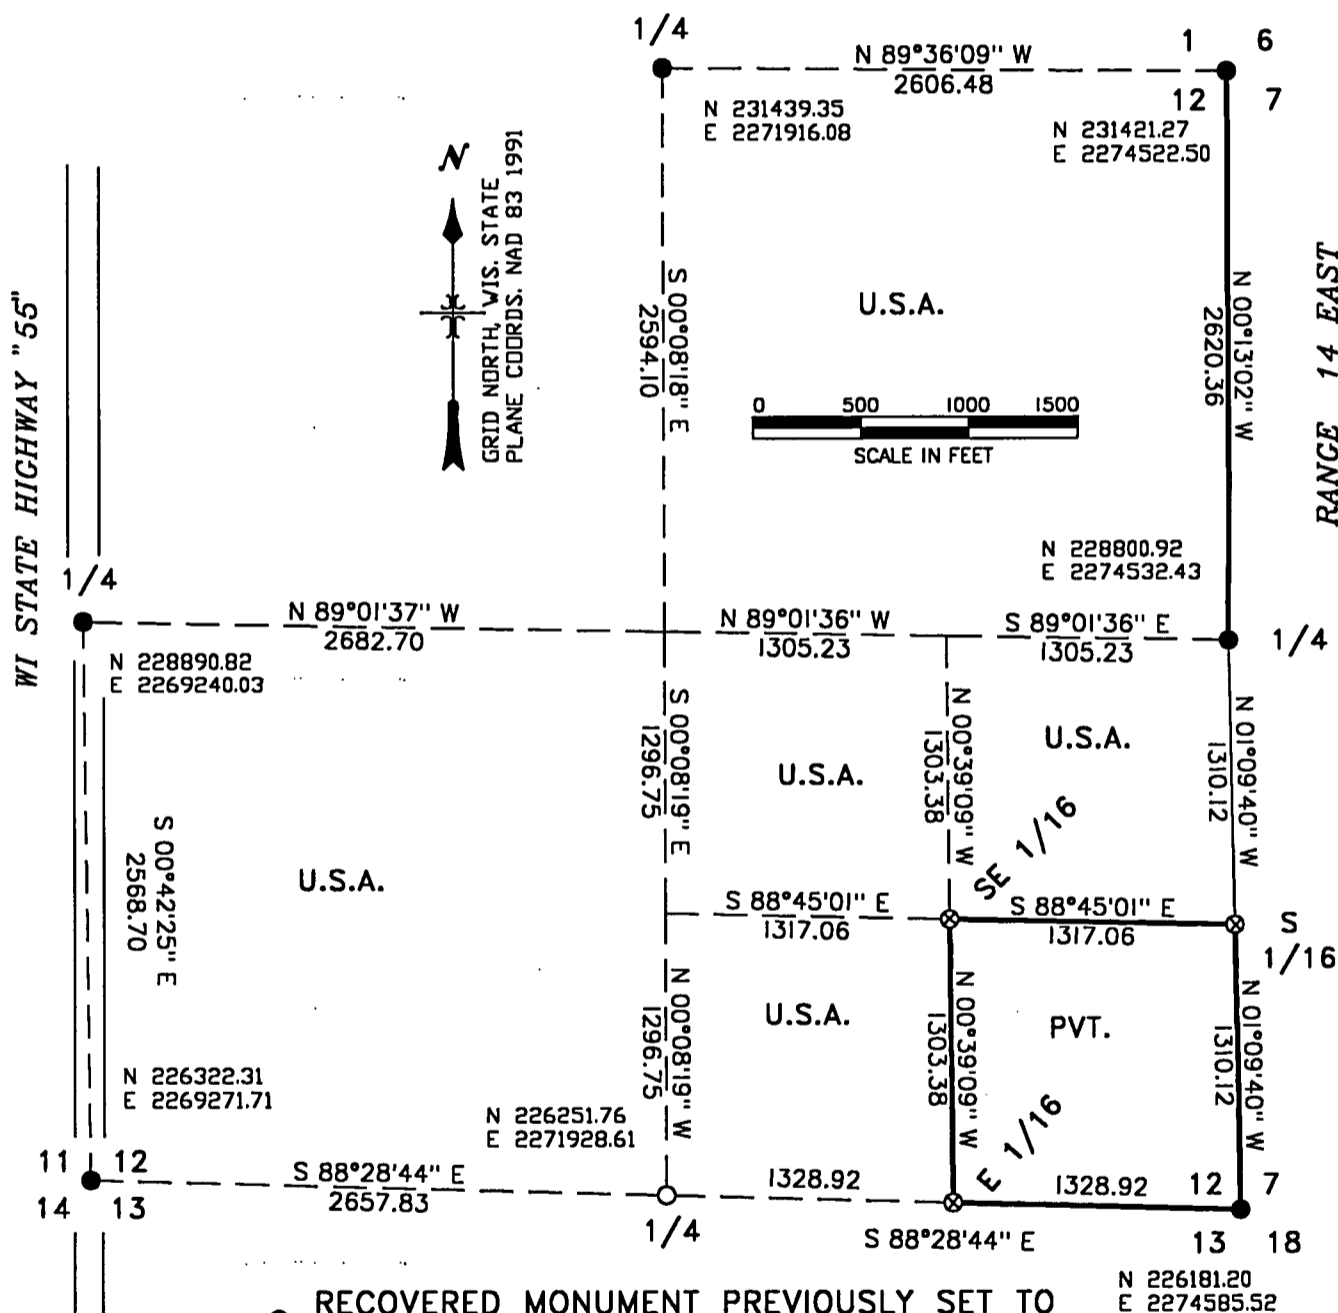 1/4
N 89°36'09" W
2606.48
1 6
12 7
N 231439.35
E 2271916.08
N 231421.27
E 2274522.50
N
GRID NORTH, WIS. STATE
PLANE COORDS. NAD 83 1991
WI STATE HIGHWAY "55"
S 00°08'18" E
2594.10
U.S.A.
N 00°13'02" W
2620.36
RANGE 14 EAST
0 500 1000 1500
SCALE IN FEET
N 228800.92
E 2274532.43
1/4
N 89°01'37" W
2682.70
N 89°01'36" W
1305.23
S 89°01'36" E
1305.23
1/4
N 228890.82
E 2269240.03
S 00°08'19" E
1296.75
N 00°39'09" W
1303.38
N 01°09'40" W
1310.12
U.S.A.
U.S.A.
SE 1/16
S 00°42'25" E
2568.70
U.S.A.
S 88°45'01" E
1317.06
S 88°45'01" E
1317.06
S
1/16
N 00°08'19" W
1296.75
U.S.A.
N 00°39'09" W
1303.38
PVT.
N 01°09'40" W
1310.12
N 226322.31
E 2269271.71
N 226251.76
E 2271928.61
E 1/16
11 12
14 13
S 88°28'44" E
2657.83
1/4
1328.92
1328.92
S 88°28'44" E
12 7
13 18
N 226181.20
E 2274585.52
RECOVERED MONUMENT PREVIOUSLY SET TO